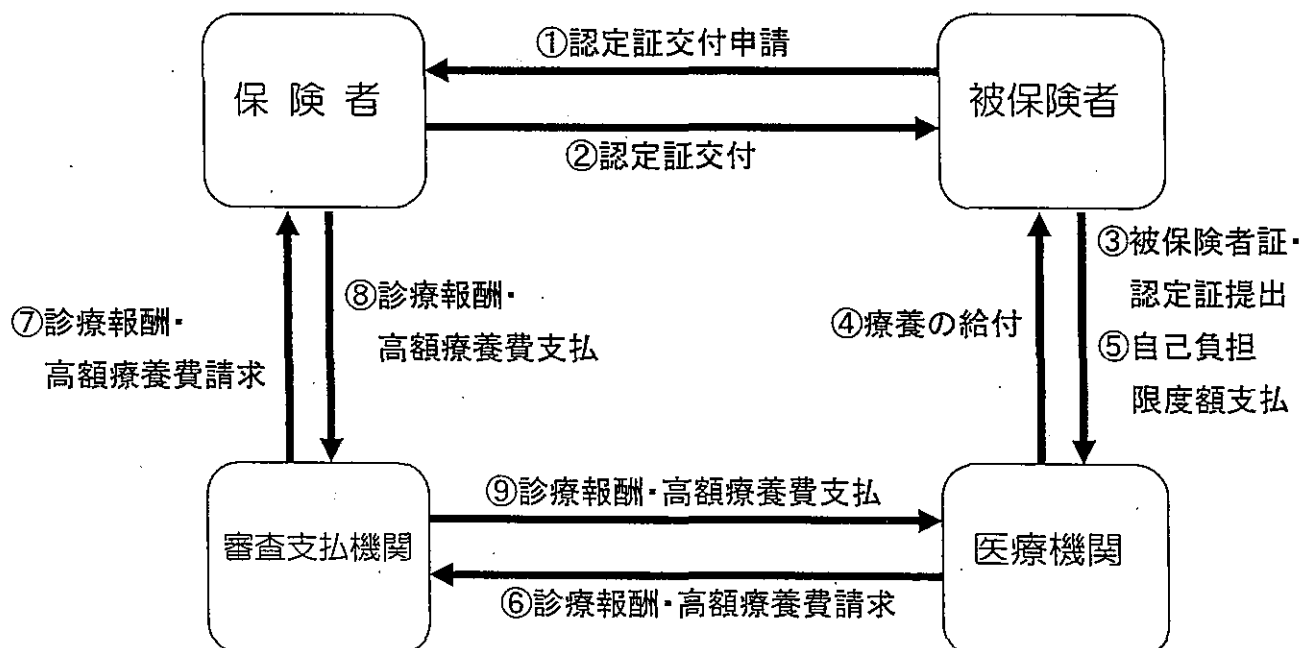 ①認定証交付申請
保険者
被保険者
②認定証交付
③被保険者証・
認定証提出
⑧診療報酬・
高額療養費支払
⑦診療報酬・
高額療養費請求
④療養の給付
⑤自己負担
限度額支払
⑨診療報酬・高額療養費支払
審査支払機関
医療機関
⑥診療報酬・高額療養費請求